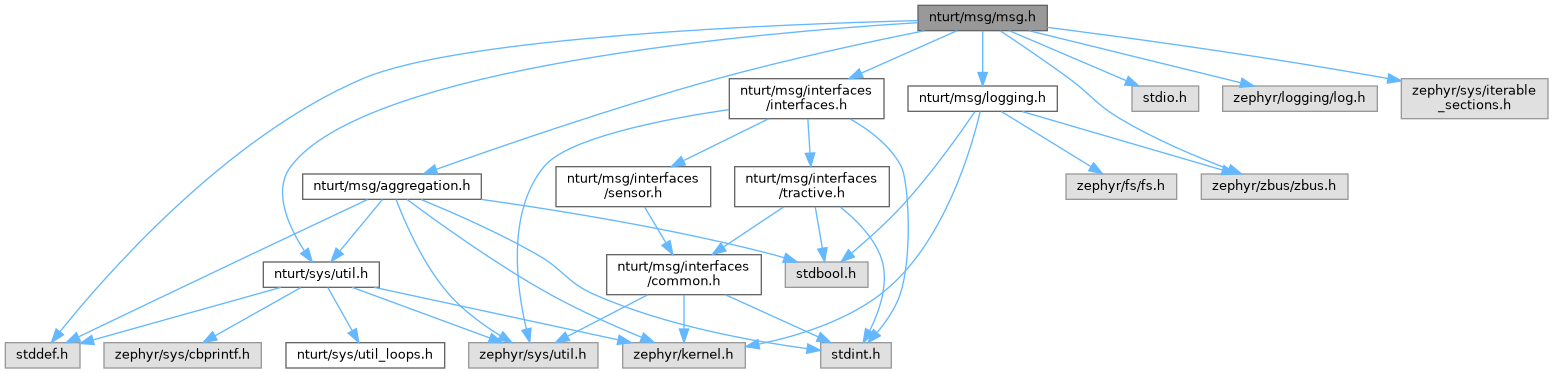 nturt/msg/msg.h
nturt/msg/interfaces
/interfaces.h
nturt/msg/logging.h
stdio.h
zephyr/logging/log.h
zephyr/sys/iterable
_sections.h
nturt/msg/aggregation.h
nturt/msg/interfaces
/sensor.h
nturt/msg/interfaces
/tractive.h
zephyr/fs/fs.h
zephyr/zbus/zbus.h
nturt/sys/util.h
nturt/msg/interfaces
/common.h
stdbool.h
stddef.h
zephyr/sys/cbprintf.h
nturt/sys/util_loops.h
zephyr/sys/util.h
zephyr/kernel.h
stdint.h